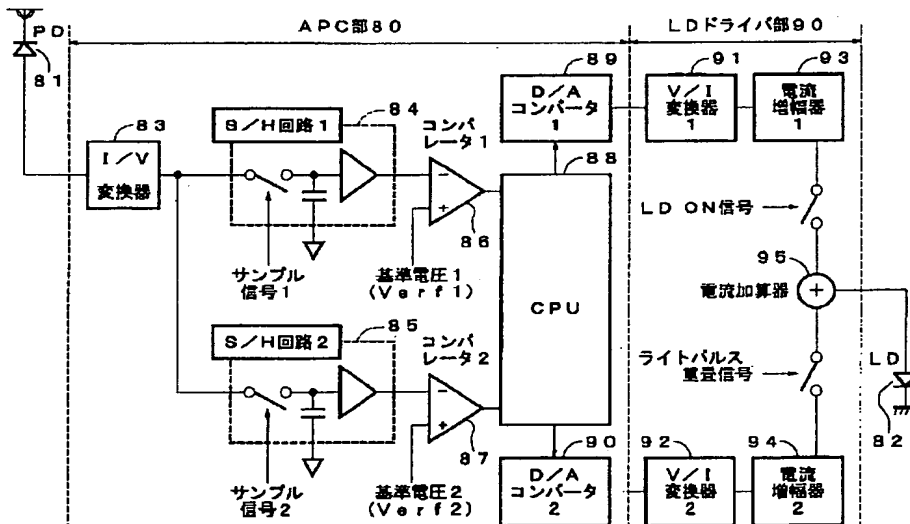 APC部80
LDドライバ部90
PD
81
83
I/V
変換器
S/H回路1
84
コンパ
レータ1
86
サンプル
信号1
基準電圧1
(Verf1)
S/H回路2
85
コンパ
レータ2
87
サンプル
信号2
基準電圧2
(Verf2)
89
D/A
コンバータ
1
88
CPU
90
D/A
コンバータ
2
91
V/I
変換器
1
93
電流
増幅器
1
LD ON信号
95
電流加算器
ライトパルス
重畳信号
LD
82
92
V/I
変換器
2
94
電流
増幅器
2